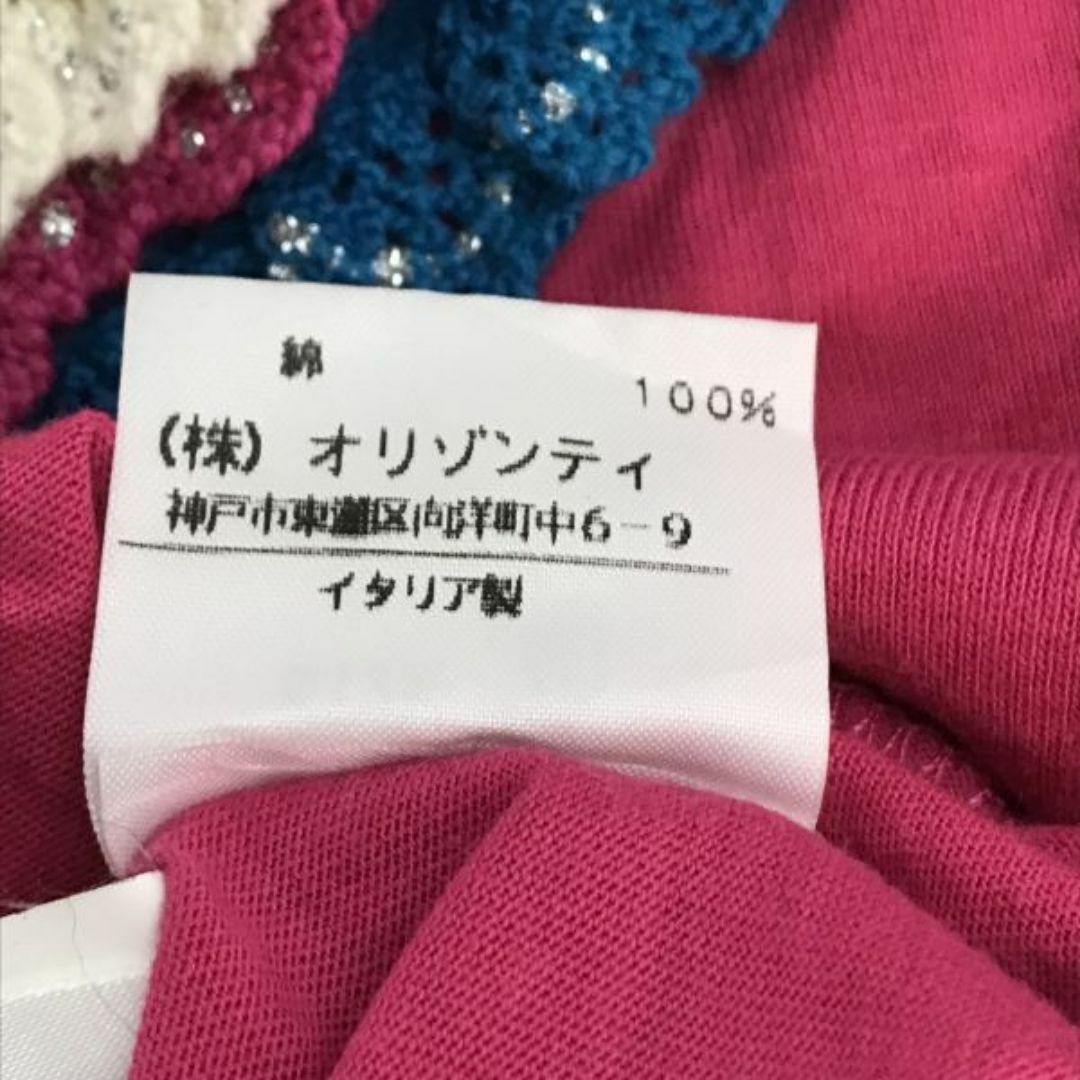 綿 100%
(株) オリゾンティ
神戸市東灘区向洋町中6-9
イタリア製